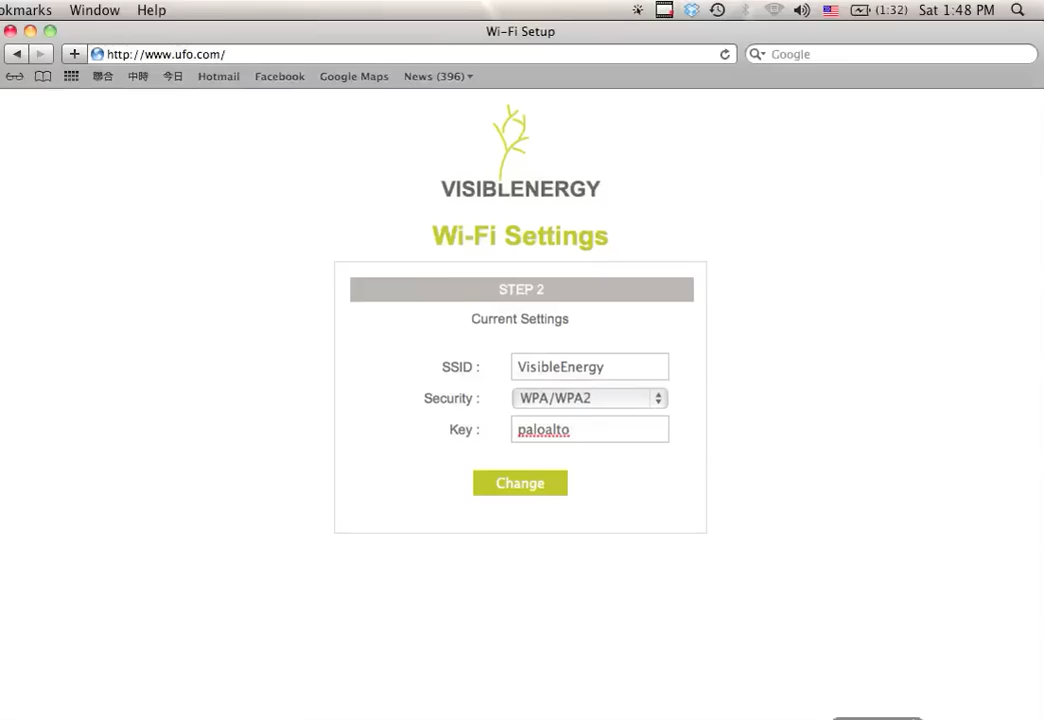 okmarks Window Help (1:32) Sat 1:48 PM
Wi-Fi Setup
http://www.ufo.com/ Google
聯合 中時 今日 Hotmail Facebook Google Maps News (396)
VISIBLENERGY
Wi-Fi Settings
STEP 2
Current Settings
SSID : VisibleEnergy
Security : WPA/WPA2
Key : paloalto
Change